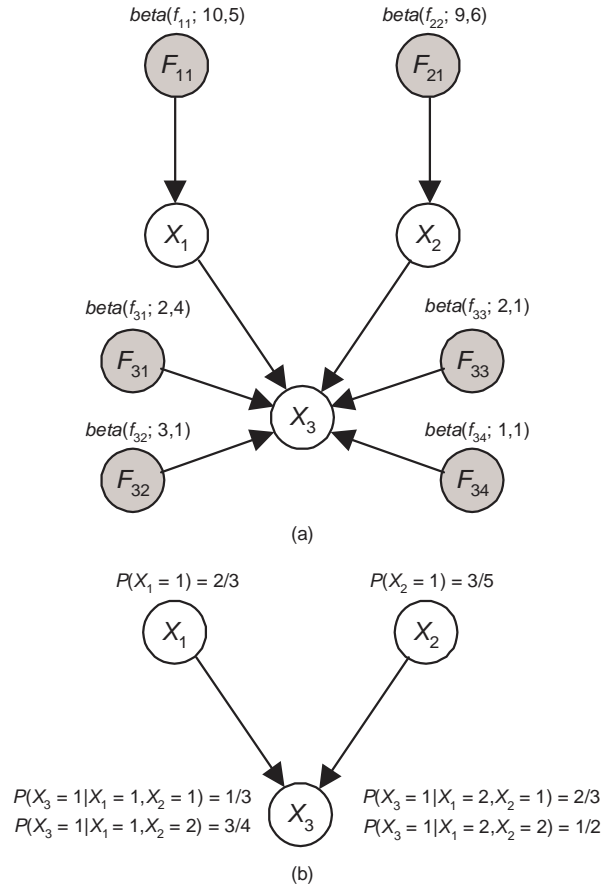 beta(f₁₁; 10,5) beta(f₂₂; 9,6)
F₁₁ F₂₁
X₁ X₂
beta(f₃₁; 2,4) beta(f₃₃; 2,1)
F₃₁ F₃₃
X₃
beta(f₃₂; 3,1) beta(f₃₄; 1,1)
F₃₂ F₃₄
(a)
P(X₁ = 1) = 2/3 P(X₂ = 1) = 3/5
X₁ X₂
P(X₃ = 1|X₁ = 1,X₂ = 1) = 1/3 P(X₃ = 1|X₁ = 2,X₂ = 1) = 2/3
X₃
P(X₃ = 1|X₁ = 1,X₂ = 2) = 3/4 P(X₃ = 1|X₁ = 2,X₂ = 2) = 1/2
(b)